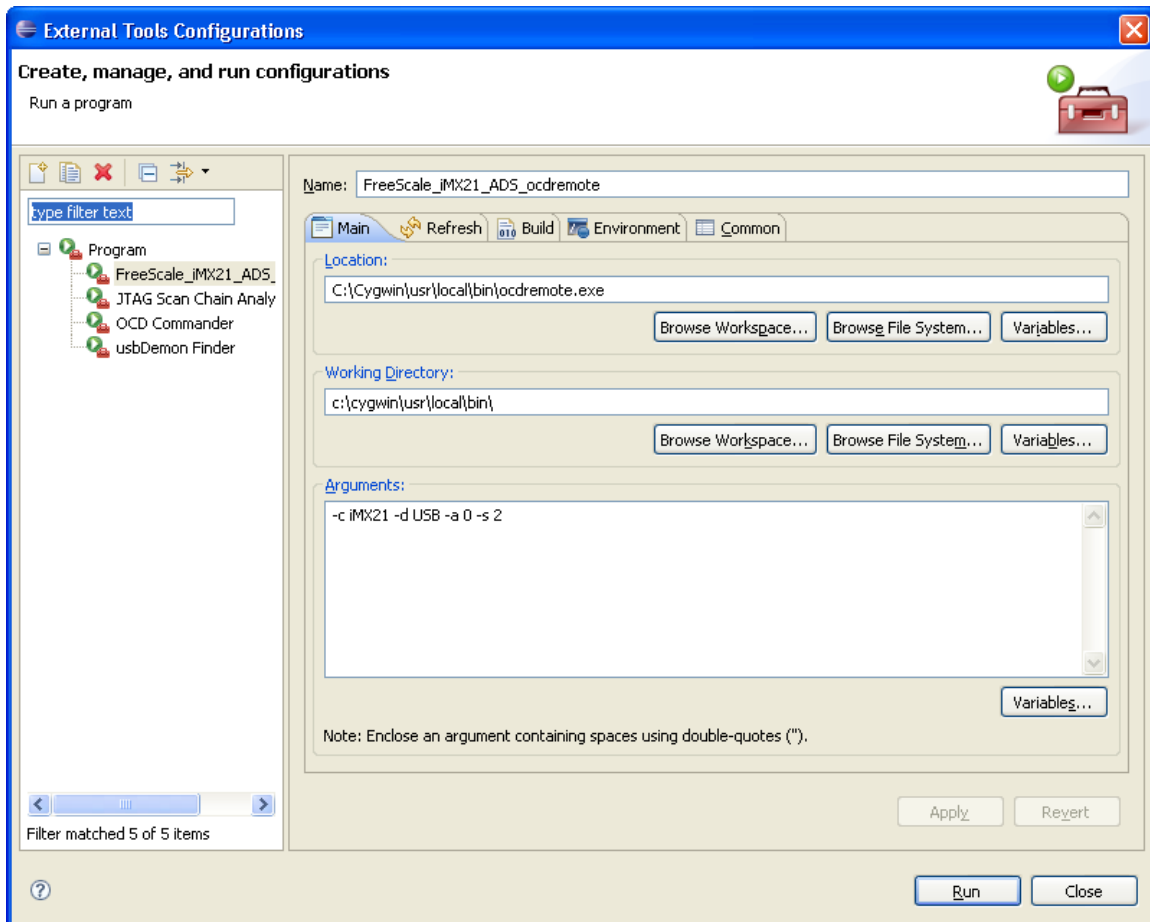 External Tools Configurations
Create, manage, and run configurations
Run a program
type filter text
Program
FreeScale_iMX21_ADS_
JTAG Scan Chain Analy
OCD Commander
usbDemon Finder
Filter matched 5 of 5 items
Name: FreeScale_iMX21_ADS_ocdremote
Main Refresh Build Environment Common
Location:
C:\Cygwin\usr\local\bin\ocdremote.exe
Browse Workspace... Browse File System... Variables...
Working Directory:
c:\cygwin\usr\local\bin\
Browse Workspace... Browse File System... Variables...
Arguments:
-c iMX21 -d USB -a 0 -s 2
Variables...
Note: Enclose an argument containing spaces using double-quotes (").
Apply Revert
Run Close